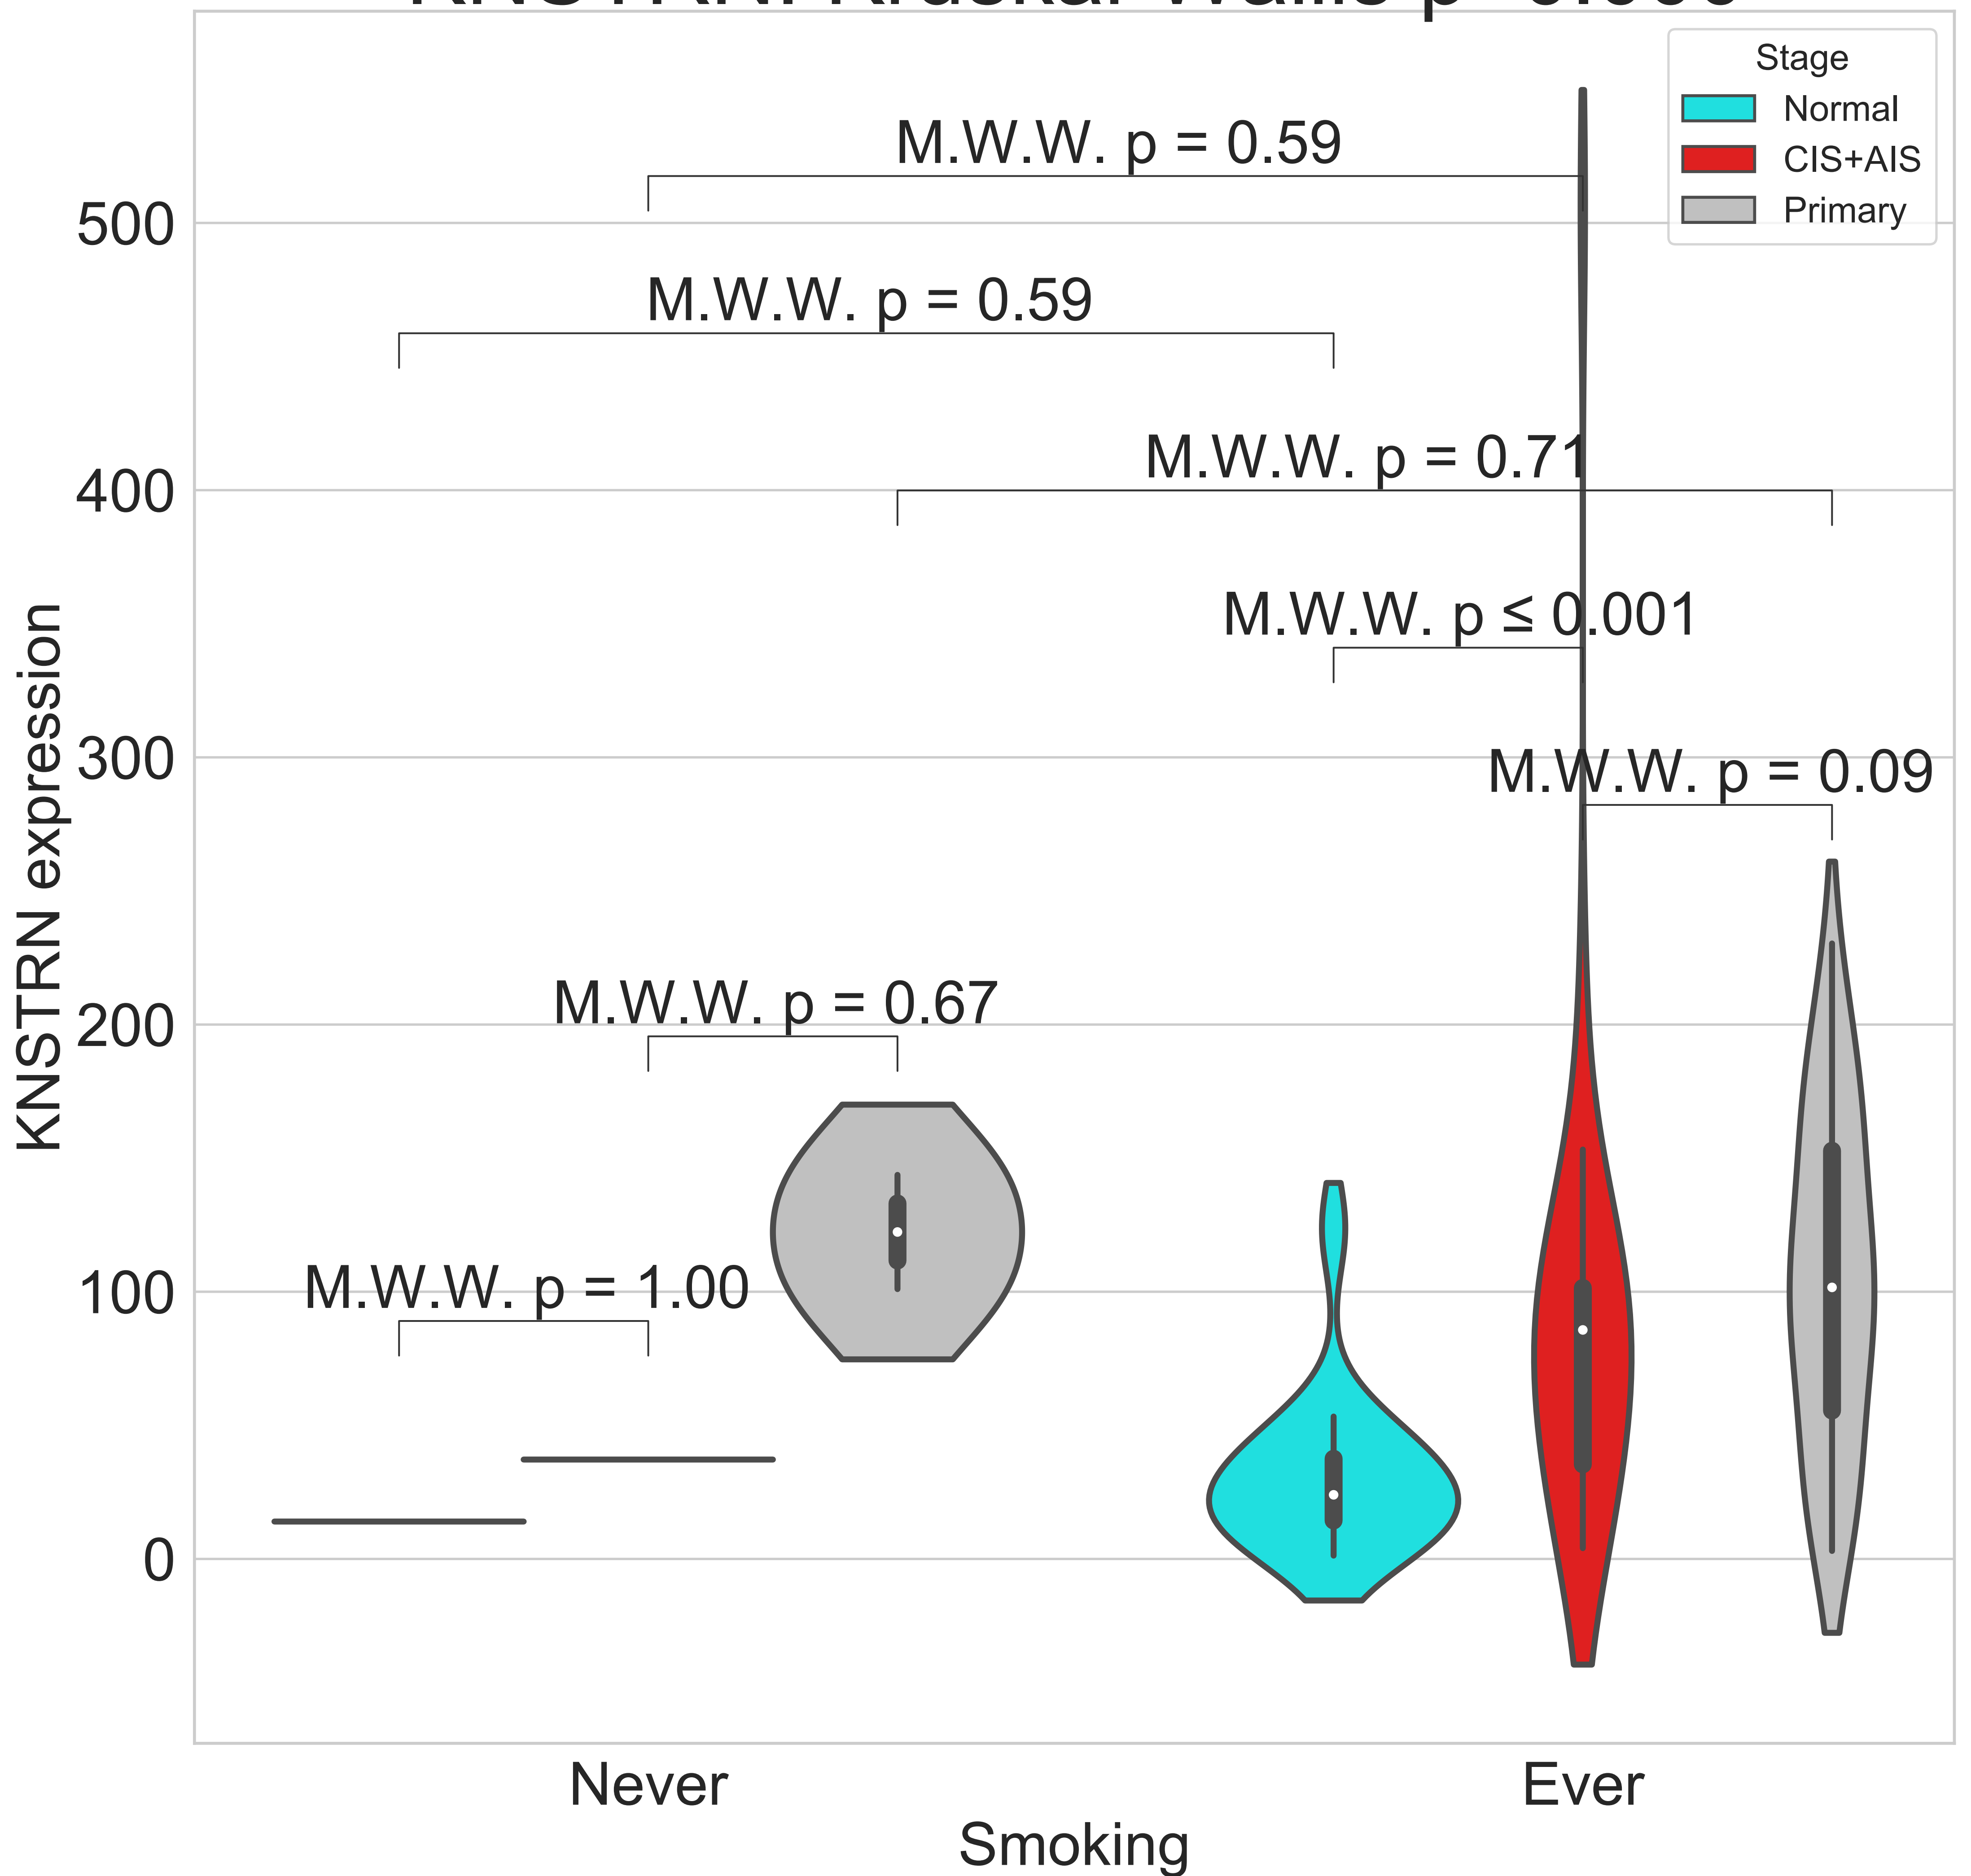 Stage
Normal
CIS+AIS
Primary
M.W.W. p = 0.59
M.W.W. p = 0.59
M.W.W. p = 0.71
M.W.W. p ≤ 0.001
M.W.W. p = 0.09
M.W.W. p = 0.67
M.W.W. p = 1.00
KNSTRN expression
500
400
300
200
100
0
Never
Ever
Smoking